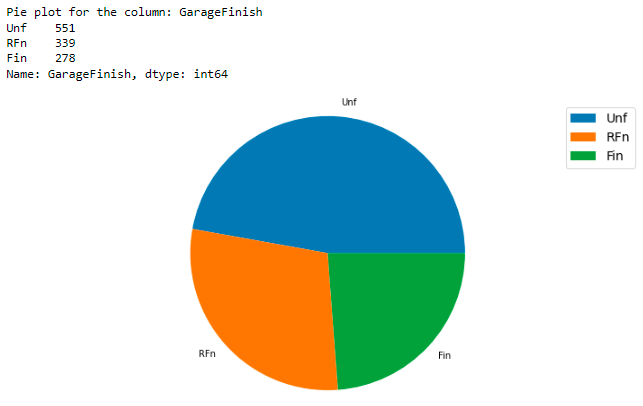 Pie plot for the column: GarageFinish
Unf    551
RFn    339
Fin    278
Name: GarageFinish, dtype: int64
Unf
Unf
RFn
Fin
RFn
Fin